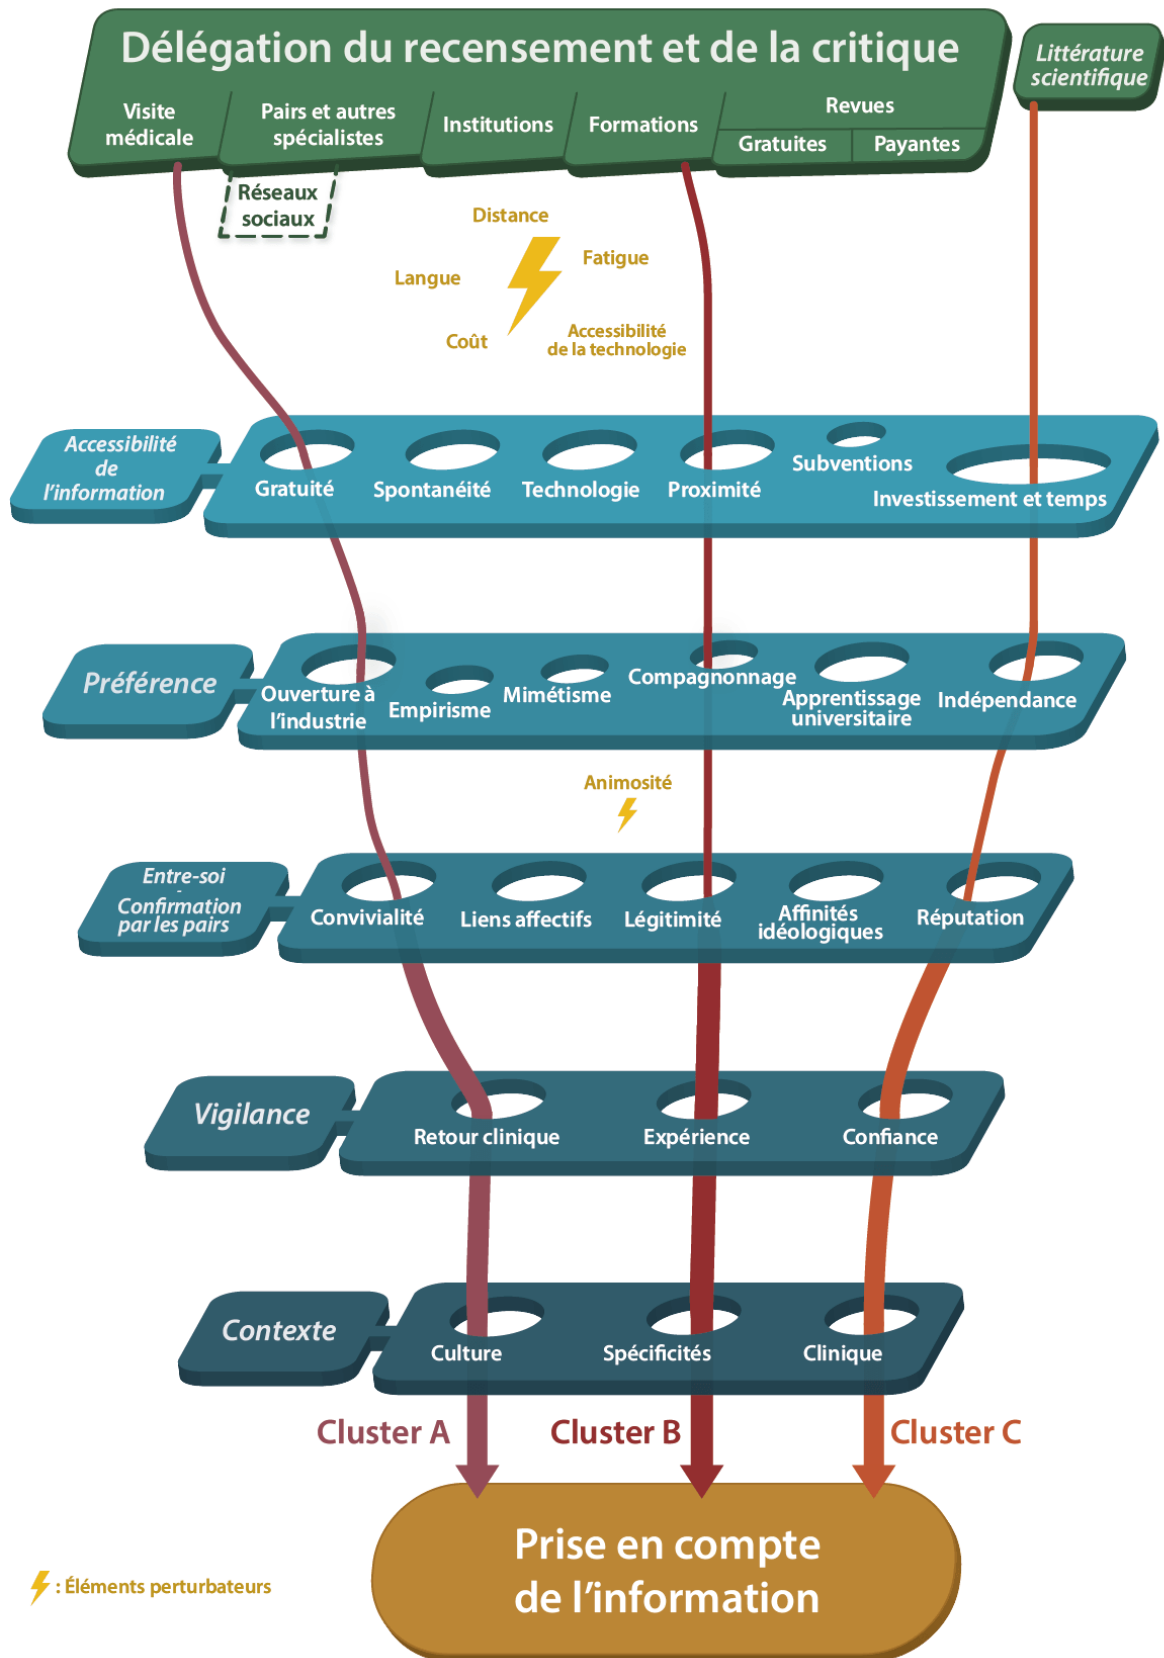 Délégation du recensement et de la critique
Littérature
scientifique
Visite
médicale
Pairs et autres
spécialistes
Institutions
Formations
Revues
Gratuites
Payantes
Réseaux
sociaux
Distance
Fatigue
Langue
Coût
Accessibilité
de la technologie
Accessibilité
de
l'information
Gratuité
Spontanéité
Technologie
Proximité
Subventions
Investissement et temps
Préférence
Ouverture à
l'industrie
Empirisme
Mimétisme
Compagnonnage
Apprentissage
universitaire
Indépendance
Animosité
Entre-soi
-
Confirmation
par les pairs
Convivialité
Liens affectifs
Légitimité
Affinités
idéologiques
Réputation
Vigilance
Retour clinique
Expérience
Confiance
Contexte
Culture
Spécificités
Clinique
Cluster A
Cluster B
Cluster C
Prise en compte
de l'information
: Éléments perturbateurs